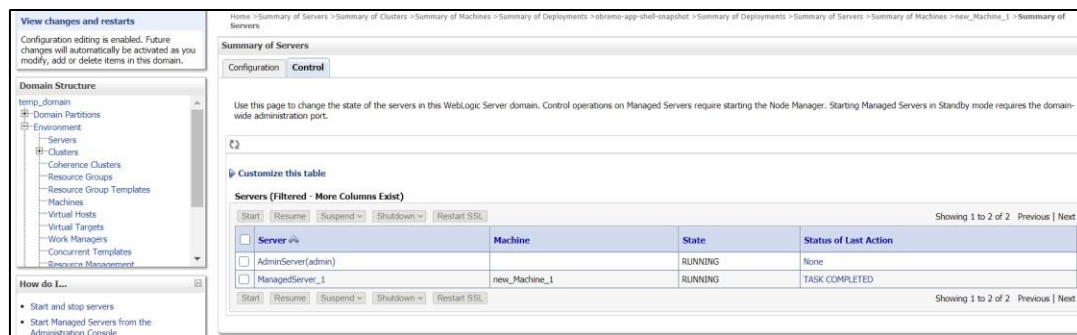 View changes and restarts
Configuration editing is enabled. Future
changes will automatically be activated as you
modify, add or delete items in this domain.
Domain Structure
temp_domain
Domain Partitions
Environment
Servers
Clusters
Coherence Clusters
Resource Groups
Resource Group Templates
Machines
Virtual Hosts
Virtual Targets
Work Managers
Concurrent Templates
Resource Management
How do I...
Start and stop servers
Start Managed Servers from the
Administration Console
Home >Summary of Servers >Summary of Clusters >Summary of Machines >Summary of Deployments >obremo-app-shell-snapshot >Summary of Deployments >Summary of Servers >Summary of Machines >new_Machine_1 >Summary of
Servers
Summary of Servers
Configuration Control
Use this page to change the state of the servers in this WebLogic Server domain. Control operations on Managed Servers require starting the Node Manager. Starting Managed Servers in Standby mode requires the domain-
wide administration port.
Customize this table
Servers (Filtered - More Columns Exist)
Start Resume Suspend Shutdown Restart SSL Showing 1 to 2 of 2 Previous | Next
Server Machine State Status of Last Action
AdminServer(admin) RUNNING None
ManagedServer_1 new_Machine_1 RUNNING TASK COMPLETED
Start Resume Suspend Shutdown Restart SSL Showing 1 to 2 of 2 Previous | Next